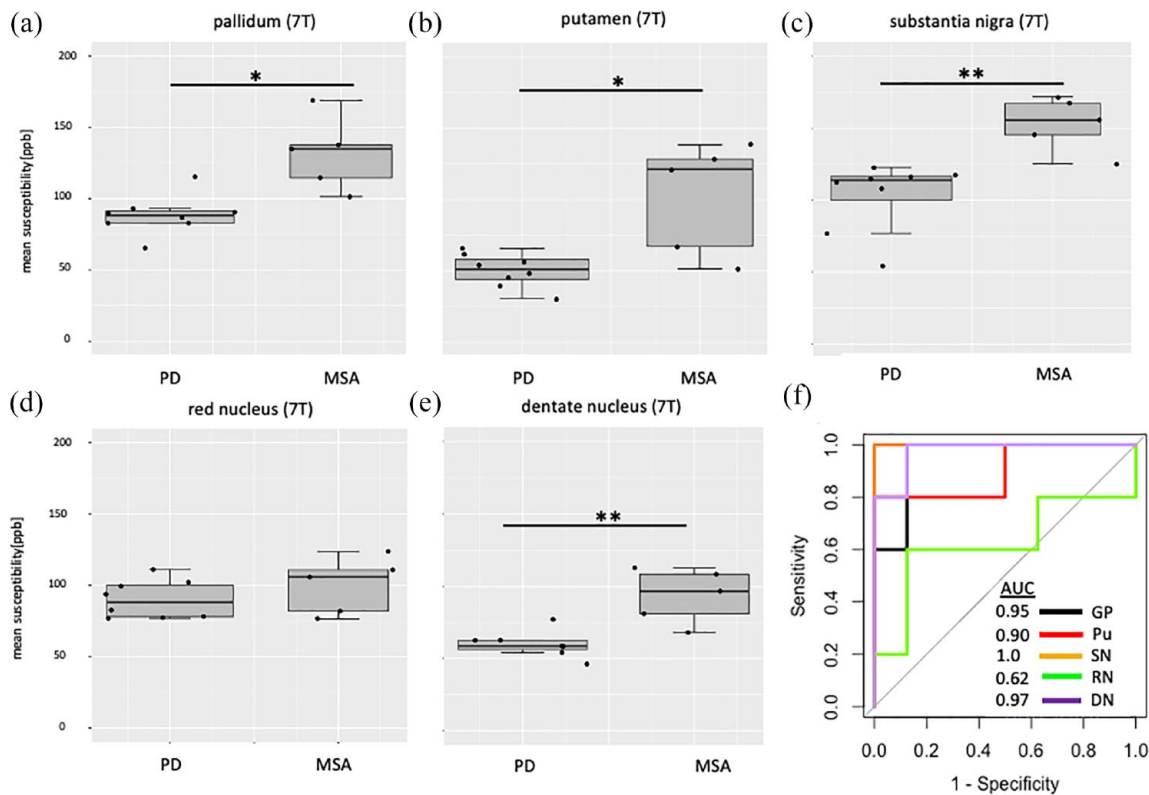 (a)
pallidum (7T)
(b)
putamen (7T)
(c)
substantia nigra (7T)
mean susceptibility[ppb]
200
150
100
50
0
*
*
**
PD
MSA
PD
MSA
PD
MSA
(d)
red nucleus (7T)
(e)
dentate nucleus (7T)
(f)
mean susceptibility[ppb]
200
150
100
50
0
**
PD
MSA
PD
MSA
Sensitivity
1.0
0.8
0.6
0.4
0.2
0.0
AUC
0.95 GP
0.90 Pu
1.0 SN
0.62 RN
0.97 DN
0.0 0.2 0.4 0.6 0.8 1.0
1 - Specificity